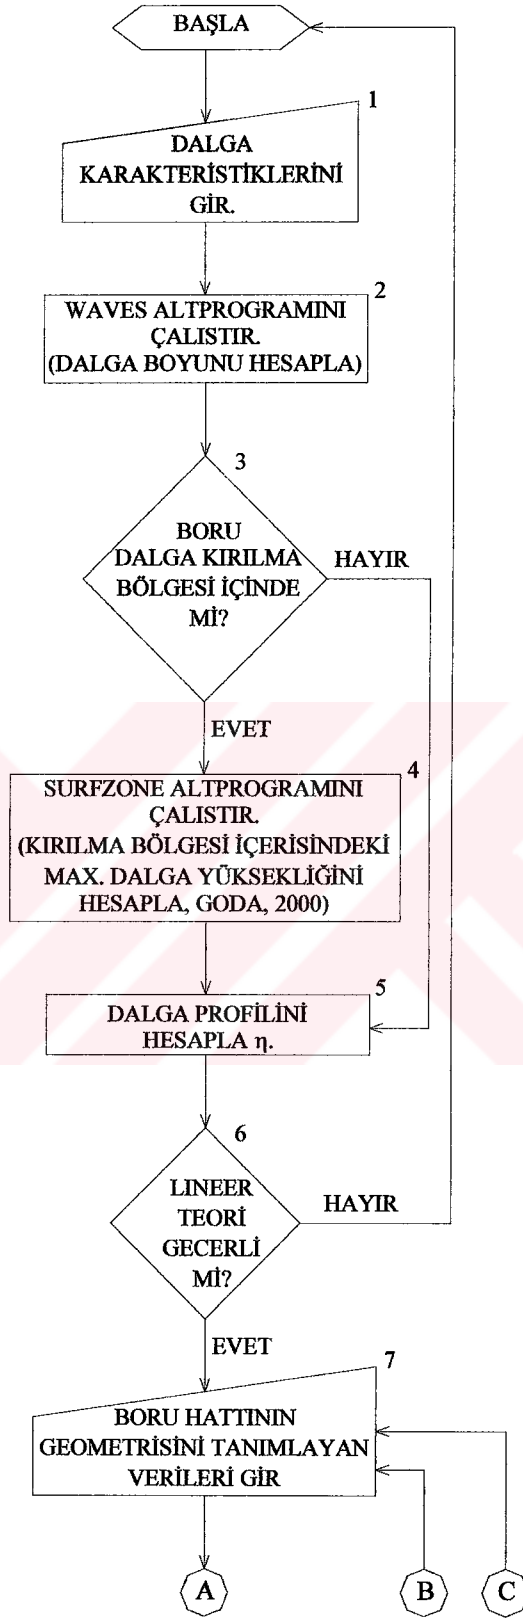 BAŞLA
1
DALGA
KARAKTERİSTİKLERİNİ
GİR.
2
WAVES ALTPROGRAMINI
ÇALISTIR.
(DALGA BOYUNU HESAPLA)
3
BORU
DALGA KIRILMA
BÖLGESİ İÇİNDE
Mİ?
HAYIR
EVET
4
SURFZONE ALTPROGRAMINI
ÇALISTIR.
(KIRILMA BÖLGESİ İÇERİSİNDEKİ
MAX. DALGA YÜKSEKLİĞİNİ
HESAPLA, GODA, 2000)
5
DALGA PROFİLİNİ
HESAPLA η.
6
LINEER
TEORİ
GECERLİ
Mİ?
HAYIR
EVET
7
BORU HATTININ
GEOMETRİSİNİ TANIMLAYAN
VERİLERİ GİR
A
B
C